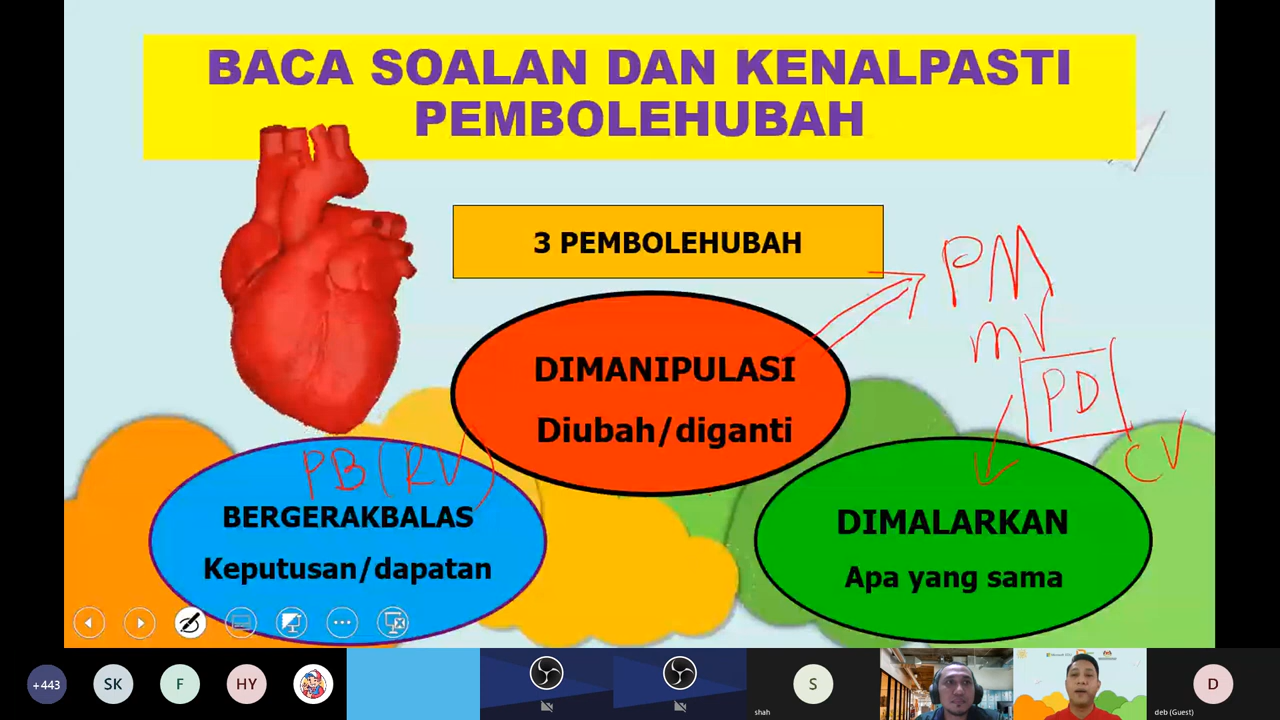 BACA SOALAN DAN KENALPASTI
PEMBOLEHUBAH
3 PEMBOLEHUBAH
PM
MV
DIMANIPULASI
Diubah/diganti
PD
CV
PB (RV)
BERGERAKBALAS
Keputusan/dapatan
DIMALARKAN
Apa yang sama
+443
SK
F
HY
S
shah
D
deb (Guest)